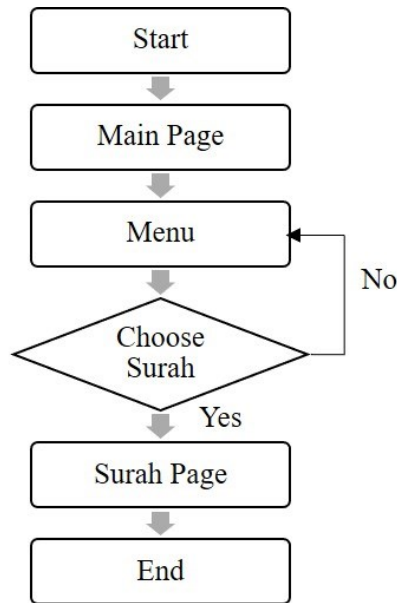 Start
Main Page
Menu
No
Choose
Surah
Yes
Surah Page
End